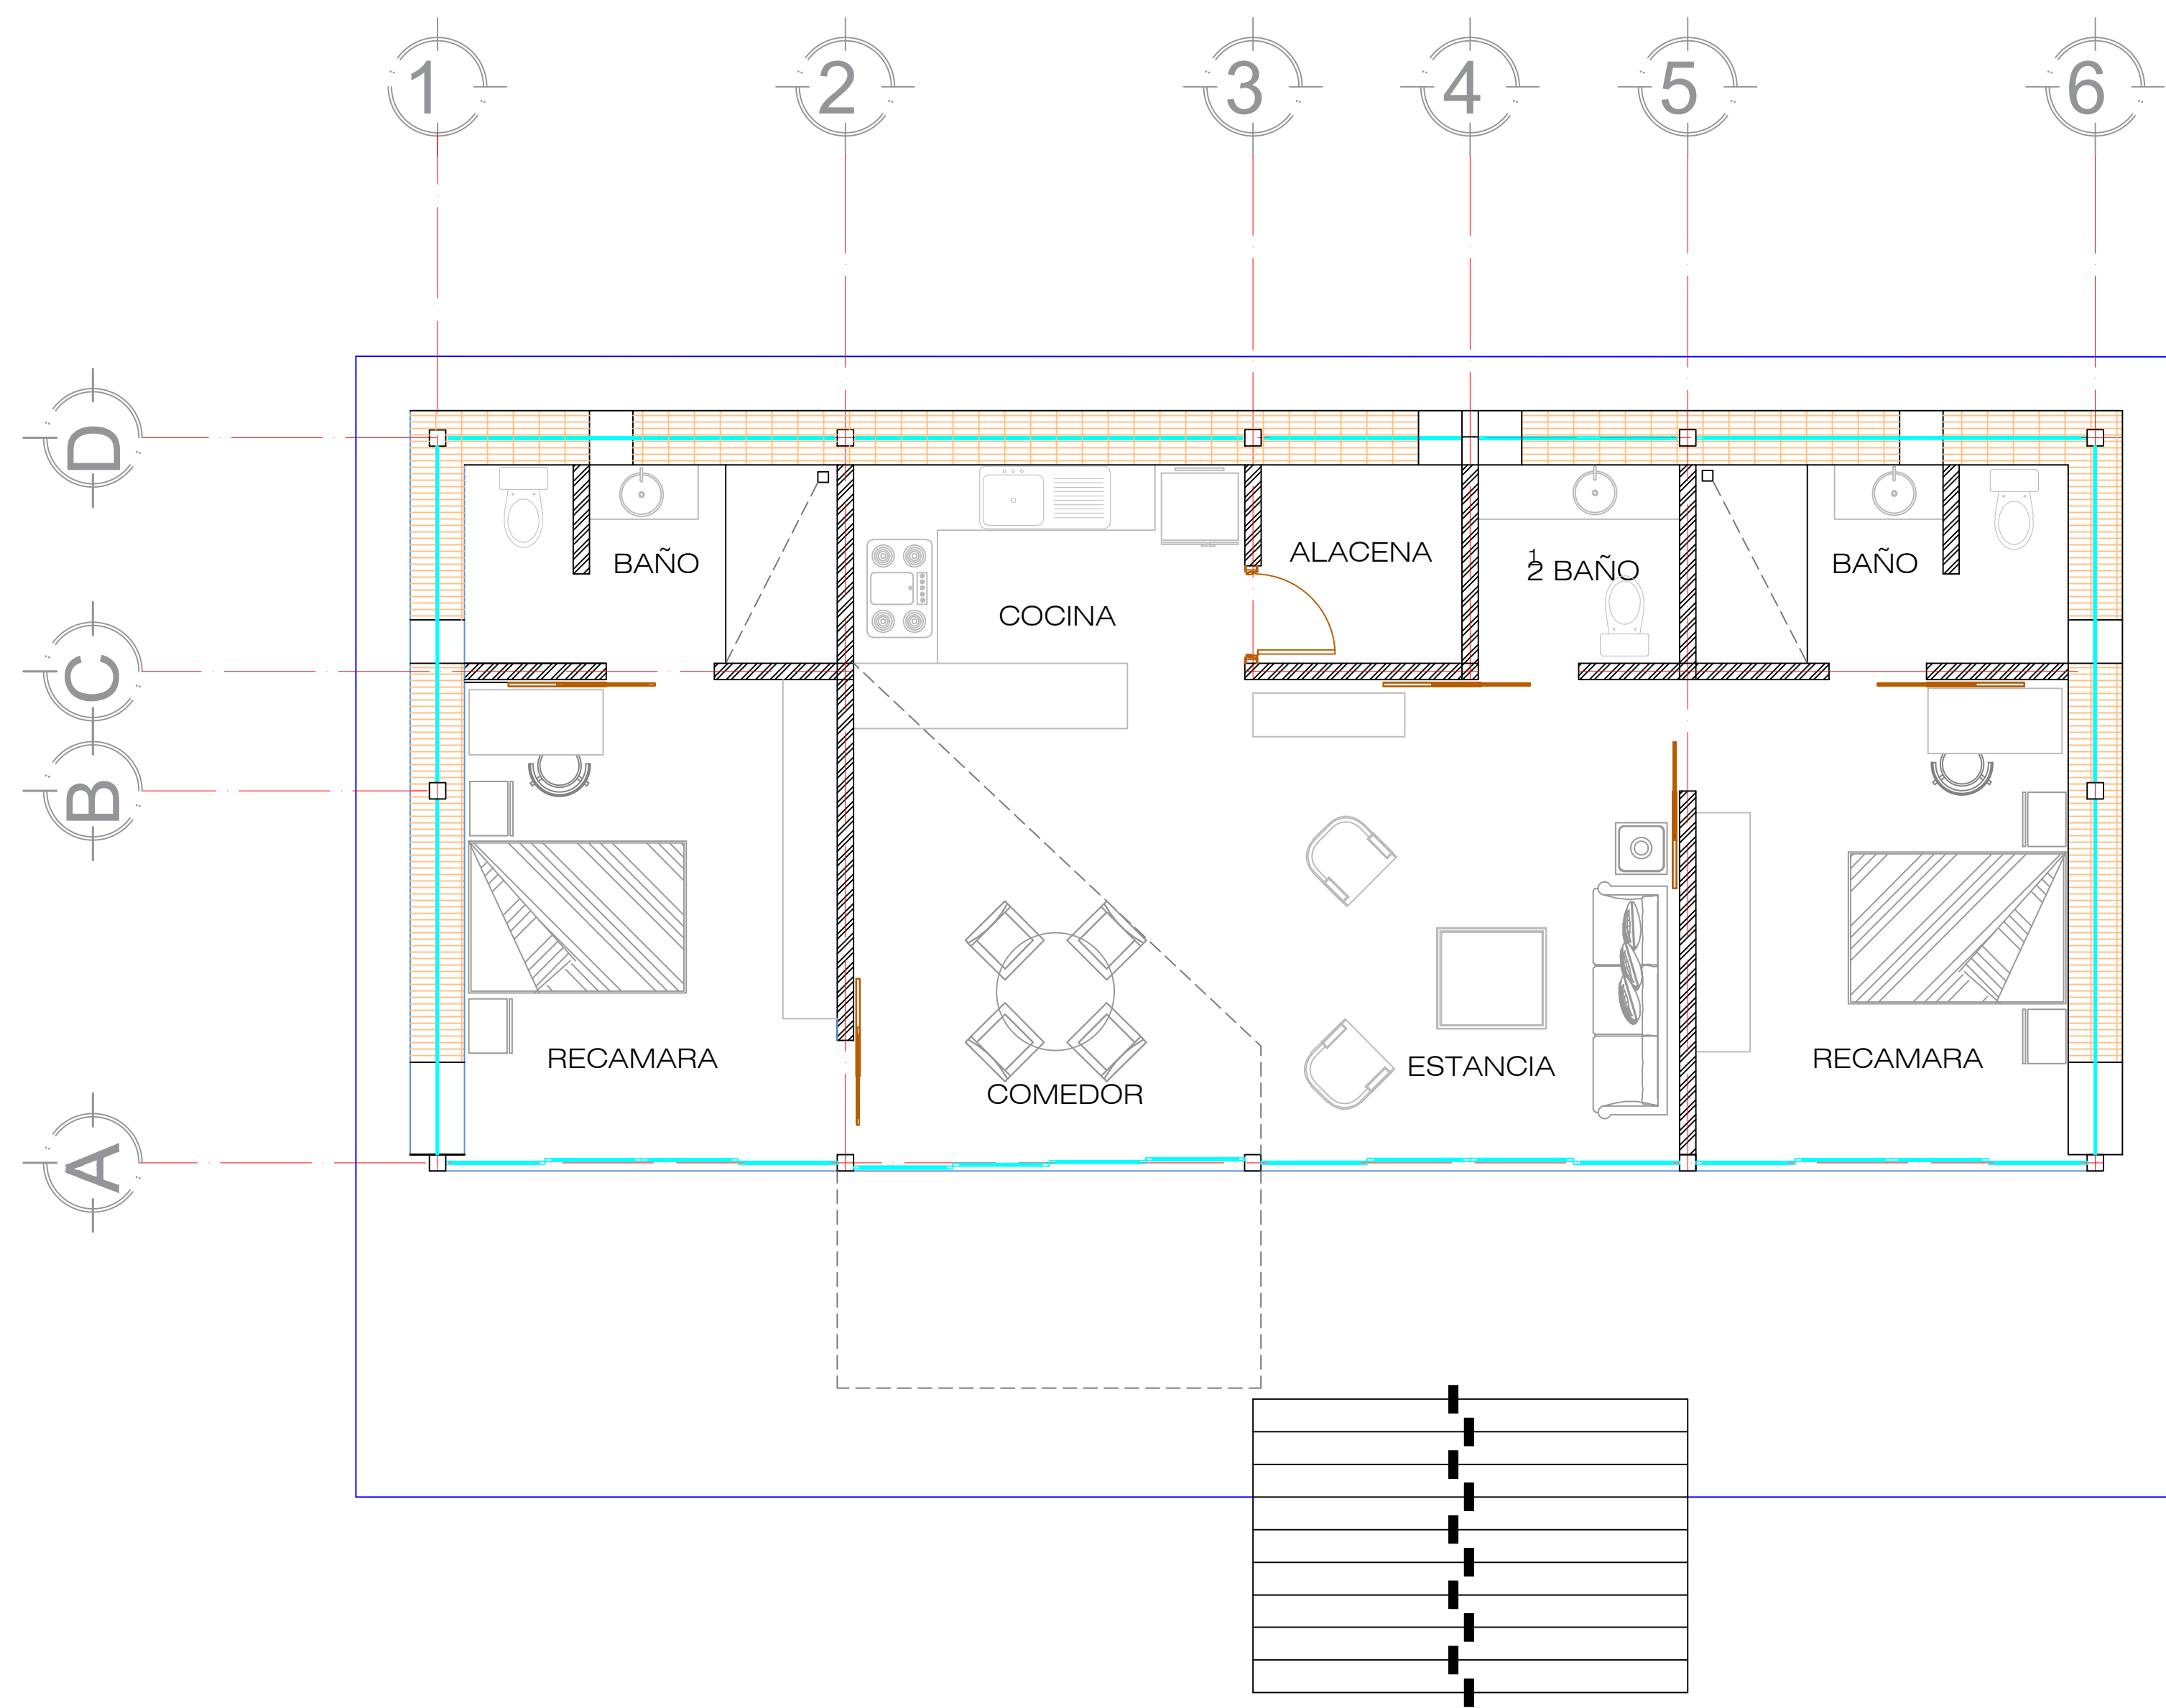 1 2 3 4 5 6
D
C
B
A
BAÑO
COCINA
ALACENA
1/2 BAÑO
BAÑO
RECAMARA
COMEDOR
ESTANCIA
RECAMARA